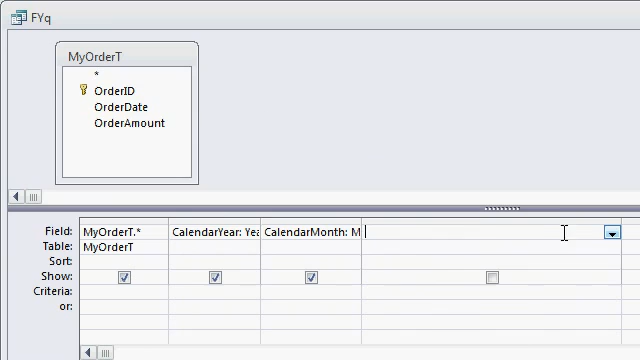 FYq
MyOrderT
*
OrderID
OrderDate
OrderAmount
Field: MyOrderT.* CalendarYear: Yea CalendarMonth: M
Table: MyOrderT
Sort:
Show:
Criteria:
or: